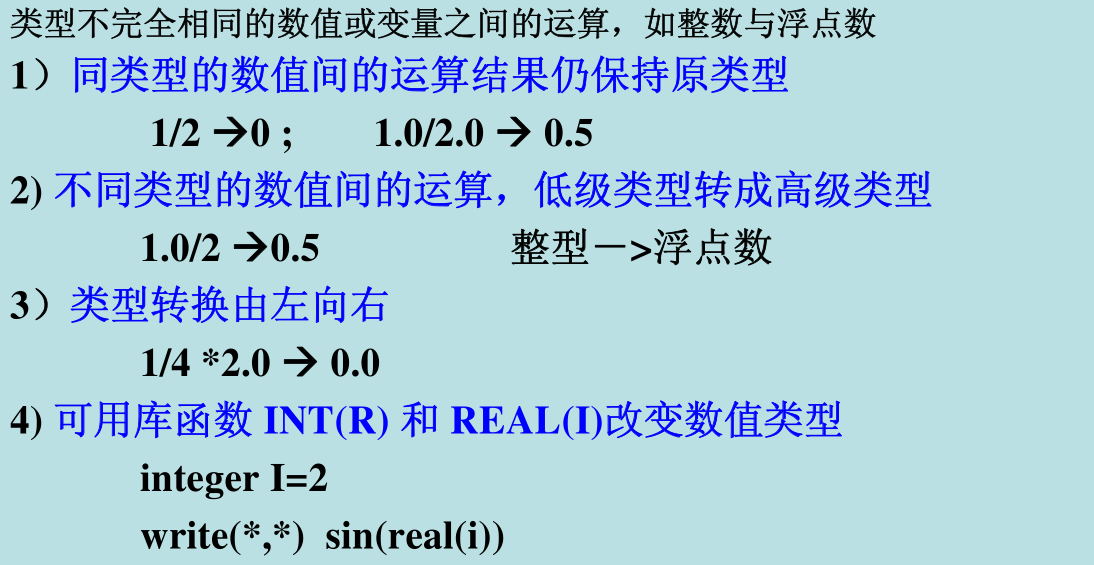 类型不完全相同的数值或变量之间的运算，如整数与浮点数
1）同类型的数值间的运算结果仍保持原类型
1/2 →0 ; 1.0/2.0 → 0.5
2) 不同类型的数值间的运算，低级类型转成高级类型
1.0/2 →0.5 整型－>浮点数
3）类型转换由左向右
1/4 *2.0 → 0.0
4) 可用库函数 INT(R) 和 REAL(I)改变数值类型
integer I=2
write(*,*) sin(real(i))